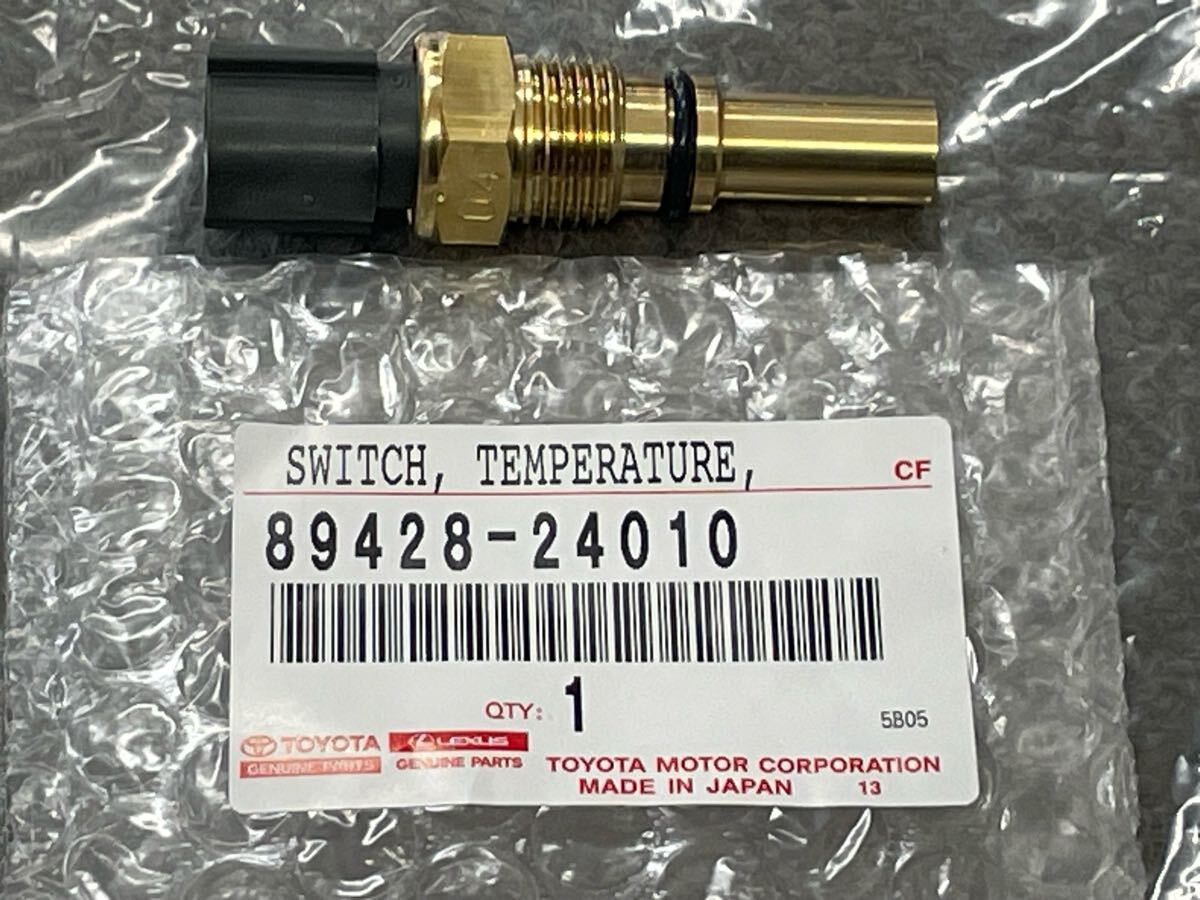 04
SWITCH, TEMPERATURE, CF
89428-24010
QTY: 1
5B05
TOYOTA LEXUS
GENUINE PARTS GENUINE PARTS
TOYOTA MOTOR CORPORATION
MADE IN JAPAN 13